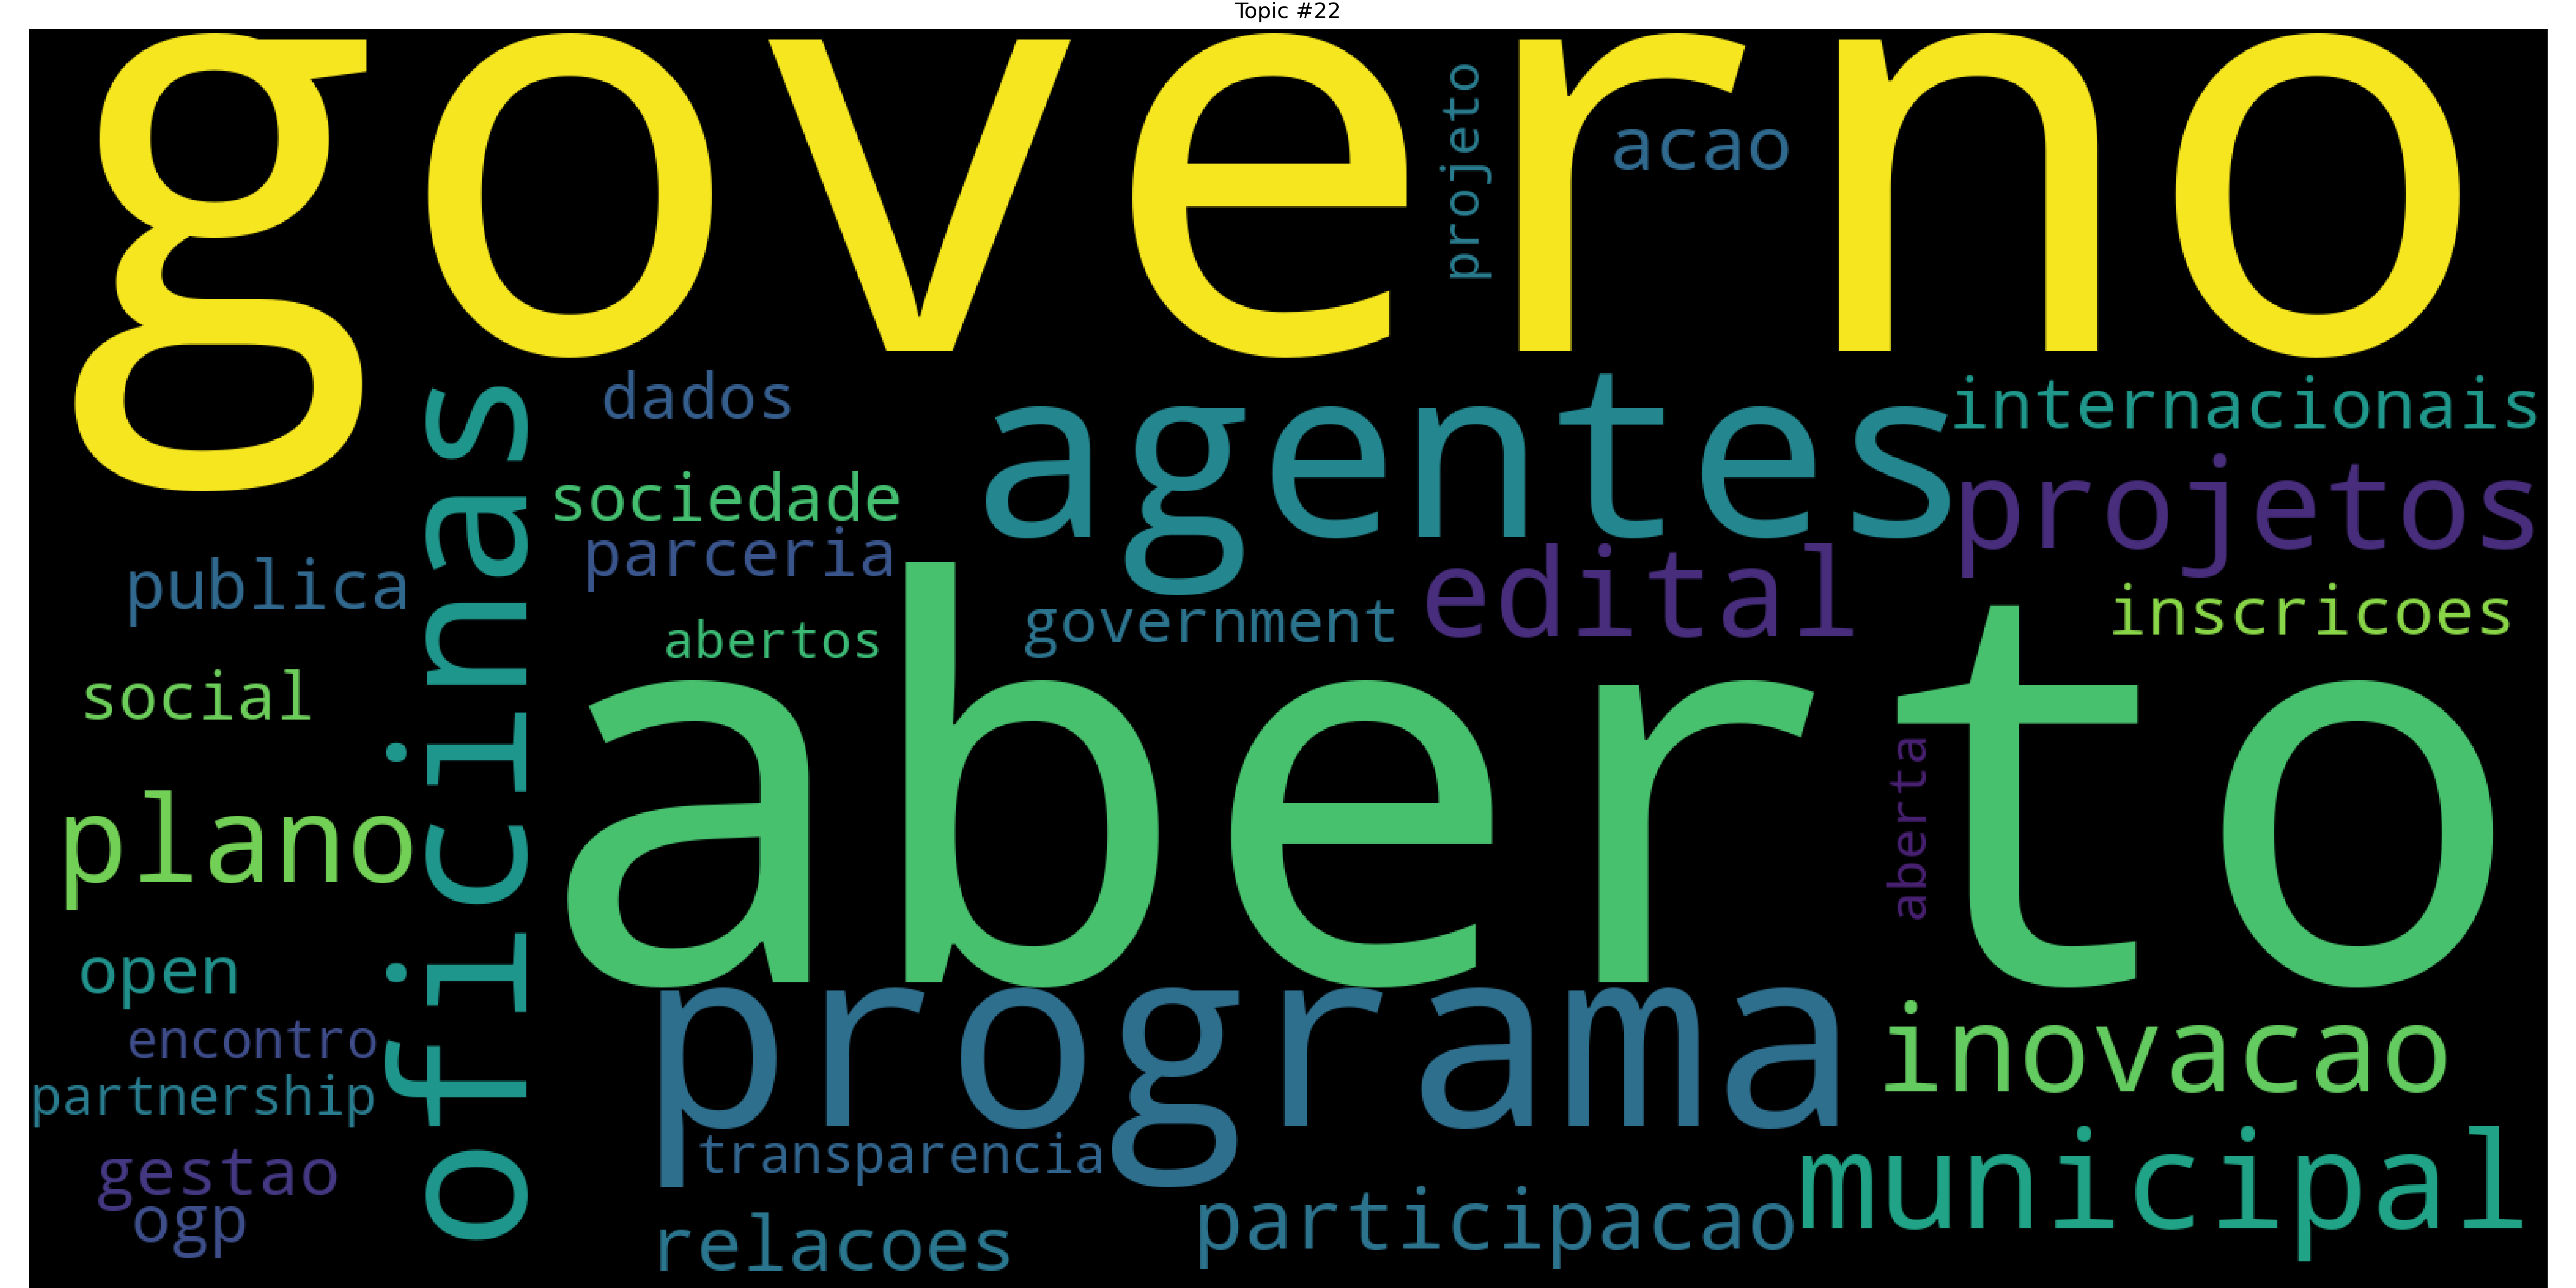 Topic #22
governo
projeto
acao
oficinas
dados
agentes
internacionais
sociedade
projetos
parceria
publica
edital
government
inscricoes
abertos
social
aberto
aberta
plano
open
programa
inovacao
encontro
partnership
transparencia
municipal
gestao
participacao
ogp
relacoes